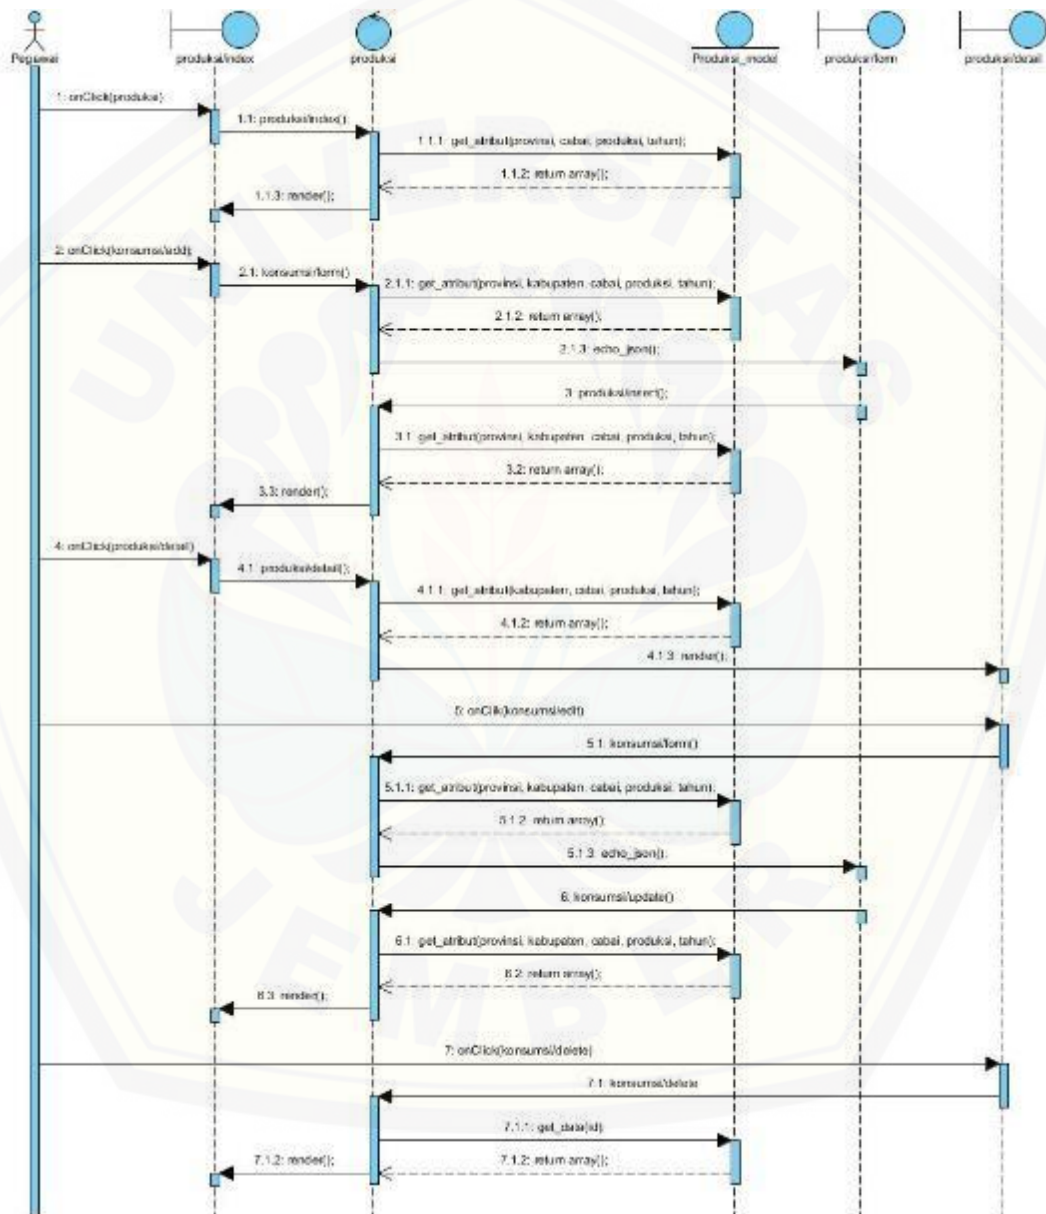 Pegawai
produksi/index
produksi
Produksi_model
produksi/form
produksi/detail
1: onClick(produksi)
1.1: produksi/index()
1.1.1: get_atribut(provinsi, cabai, produksi, tahun);
1.1.2: return array();
1.1.3: render();
2: onClick(konsumsi/add);
2.1: konsumsi/form()
2.1.1: get_atribut(provinsi, kabupaten, cabai, produksi, tahun);
2.1.2: return array();
2.1.3: echo_json();
3: produksi/insert();
3.1: get_atribut(provinsi, kabupaten, cabai, produksi, tahun);
3.2: return array();
3.3: render();
4: onClick(produksi/detail)
4.1: produksi/detail();
4.1.1: get_atribut(kabupaten, cabai, produksi, tahun);
4.1.2: return array();
4.1.3: render();
5: onClik(konsumsi/edit)
5.1: konsumsi/form()
5.1.1: get_atribut(provinsi, kabupaten, cabai, produksi, tahun);
5.1.2: return array();
5.1.3: echo_json();
6: konsumsi/update()
6.1: get_atribut(provinsi, kabupaten, cabai, produksi, tahun);
6.2: return array();
6.3: render();
7: onClick(konsumsi/delete)
7.1: konsumsi/delete
7.1.1: get_data(id)
7.1.2: render();
7.1.2: return array();
UNIVERSITAS
JEMBER